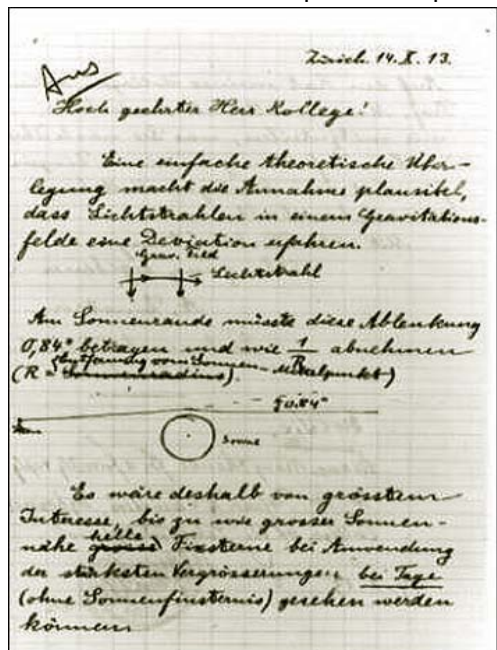 Zürich. 14. X. 13.
Hoch geehrter Herr Kollege!
Eine einfache theoretische Über-
legung macht die Annahme plausibel,
dass Lichtstrahlen in einem Gravitations-
felde eine Deviation erfahren.
Grav. Feld
Lichtstrahl
Am Sonnenrande müsste diese Ablenkung
0,84" betragen und wie 1/R abnehmen
(Entfernung vom Sonnen-Mittelpunkt)
(R = Sonnenradius).
0.84"
Sonne
Es wäre deshalb von grösstem
Interesse, bis zu wie grosser Sonnen-
helle
nähe grosse Fixsterne bei Anwendung
der stärksten Vergrösserungen bei Tage
(ohne Sonnenfinsternis) gesehen werden
können.